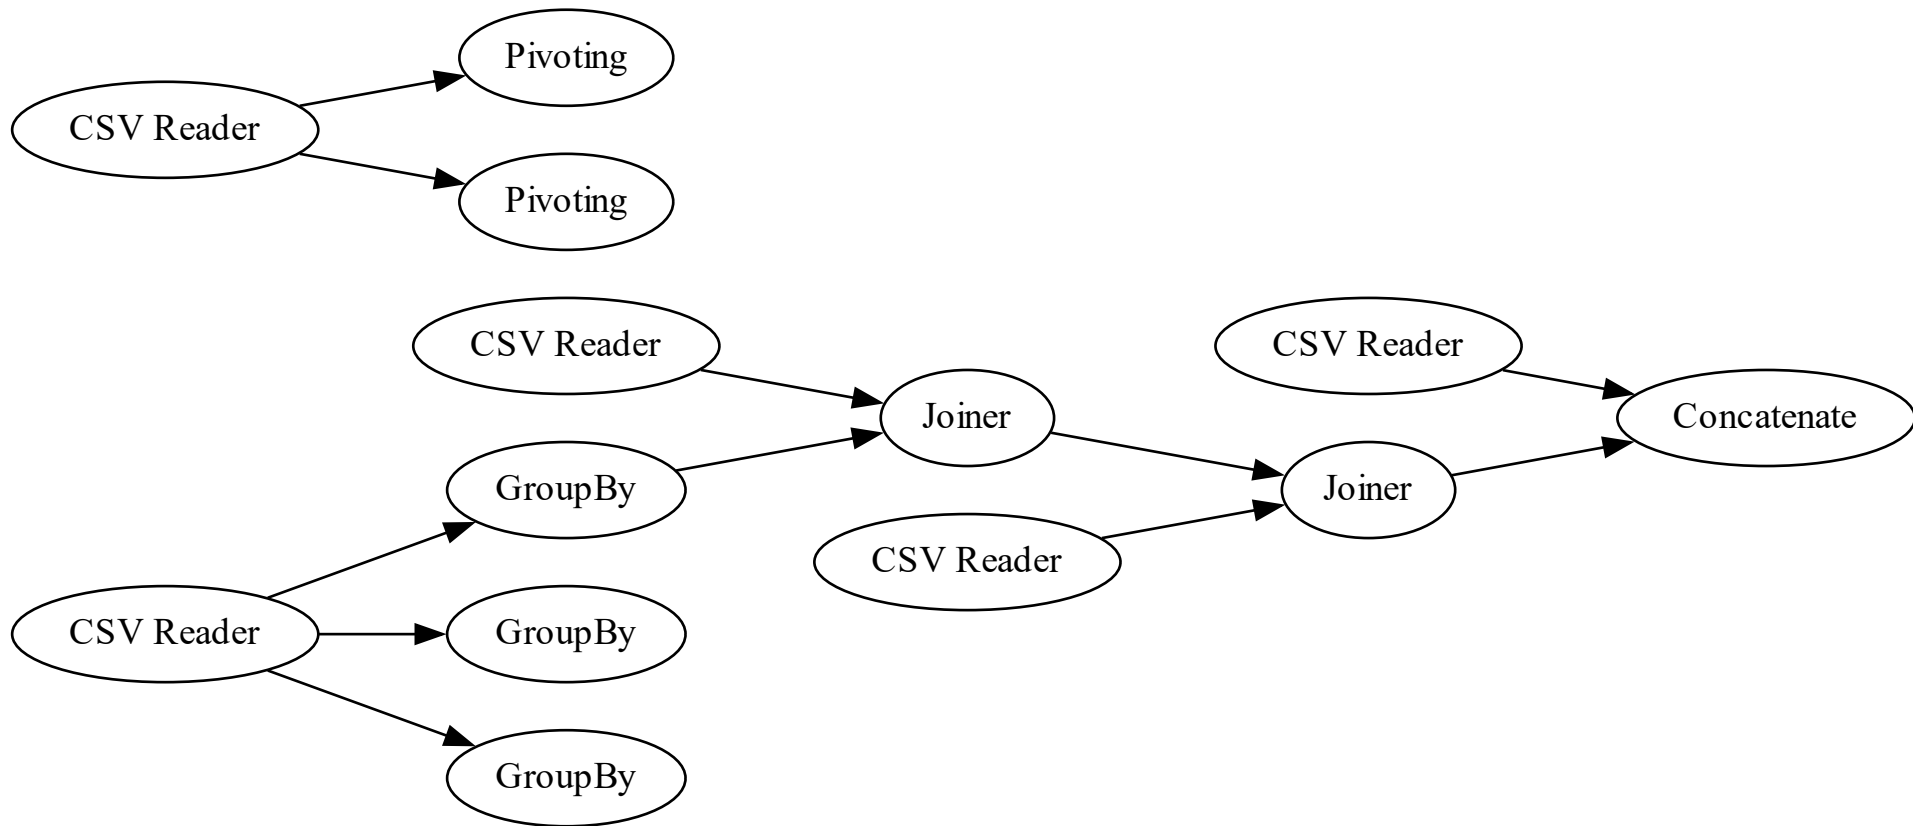 Pivoting
CSV Reader
Pivoting
CSV Reader
CSV Reader
Joiner
Concatenate
GroupBy
Joiner
CSV Reader
CSV Reader
GroupBy
GroupBy